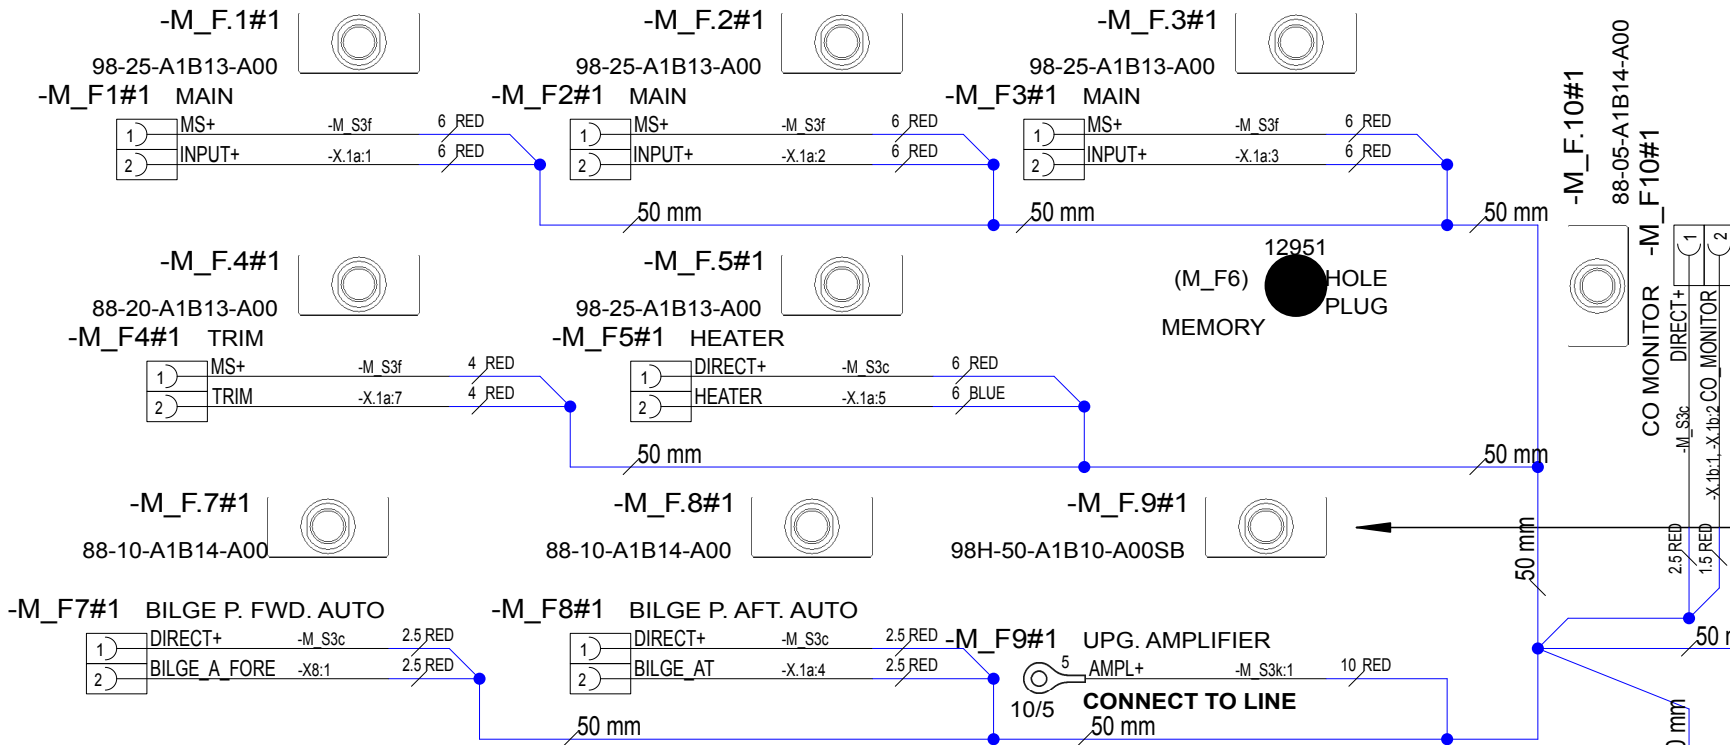 -M_F.1#1
98-25-A1B13-A00
-M_F1#1 MAIN
1 MS+ -M_S3f 6 RED
2 INPUT+ -X.1a:1 6 RED
-M_F.2#1
98-25-A1B13-A00
-M_F2#1 MAIN
1 MS+ -M_S3f 6 RED
2 INPUT+ -X.1a:2 6 RED
-M_F.3#1
98-25-A1B13-A00
-M_F3#1 MAIN
1 MS+ -M_S3f 6 RED
2 INPUT+ -X.1a:3 6 RED
50 mm
50 mm
50 mm
-M_F.4#1
88-20-A1B13-A00
-M_F4#1 TRIM
1 MS+ -M_S3f 4 RED
2 TRIM -X.1a:7 4 RED
-M_F.5#1
98-25-A1B13-A00
-M_F5#1 HEATER
1 DIRECT+ -M_S3c 6 RED
2 HEATER -X.1a:5 6 BLUE
12951
(M_F6) HOLE
PLUG
MEMORY
50 mm
50 mm
-M_F.7#1
88-10-A1B14-A00
-M_F7#1 BILGE P. FWD. AUTO
1 DIRECT+ -M_S3c 2.5 RED
2 BILGE_A_FORE -X8:1 2.5 RED
-M_F.8#1
88-10-A1B14-A00
-M_F8#1 BILGE P. AFT. AUTO
1 DIRECT+ -M_S3c 2.5 RED
2 BILGE_AT -X.1a:4 2.5 RED
-M_F.9#1
98H-50-A1B10-A00SB
-M_F9#1 UPG. AMPLIFIER
5 AMPL+ -M_S3k:1 10 RED
10/5 CONNECT TO LINE
50 mm
50 mm
50 mm
-M_F.10#1
88-05-A1B14-A00
-M_F10#1
CO MONITOR
1 DIRECT+ -M_S3c 2.5 RED
2 CO_MONITOR -X.1b:1, -X.1b:2 1.5 RED
50
mm